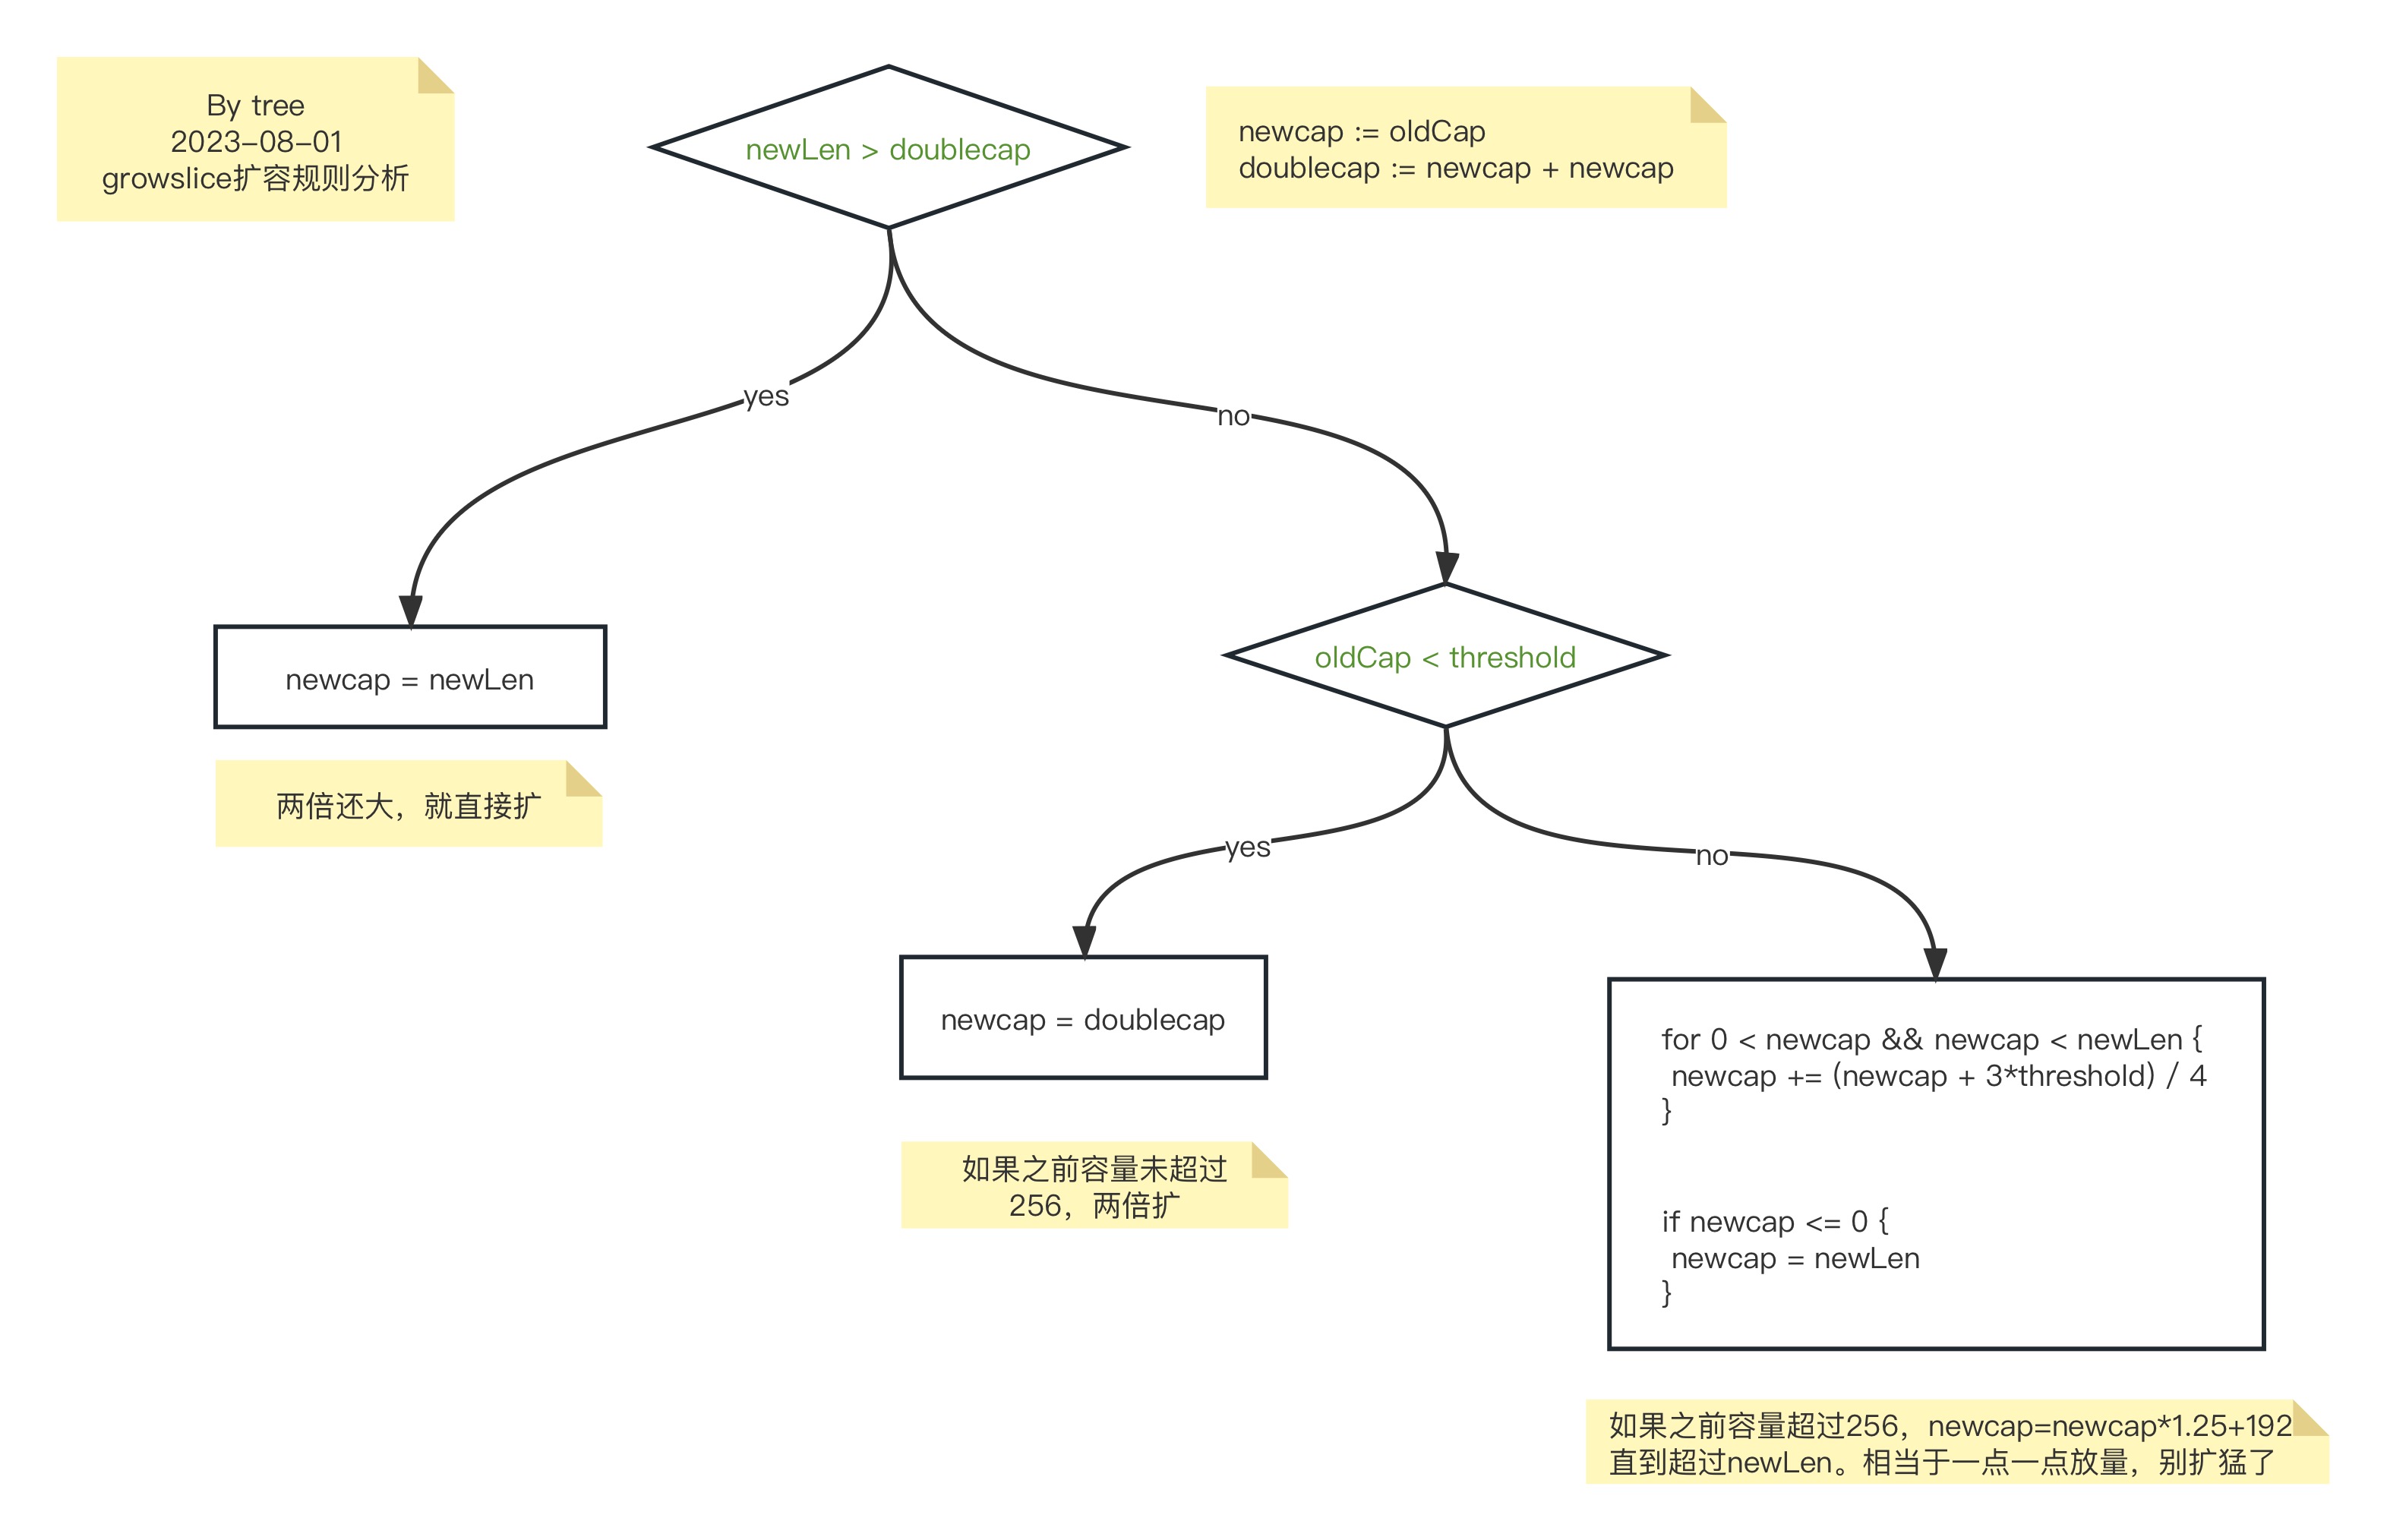 By tree
2023-08-01
growslice扩容规则分析
newLen > doublecap
newcap := oldCap
doublecap := newcap + newcap
yes
no
newcap = newLen
oldCap < threshold
两倍还大，就直接扩
yes
no
newcap = doublecap
for 0 < newcap && newcap < newLen {
newcap += (newcap + 3*threshold) / 4
}
if newcap <= 0 {
newcap = newLen
}
如果之前容量未超过
256，两倍扩
如果之前容量超过256，newcap=newcap*1.25+192
直到超过newLen。相当于一点一点放量，别扩猛了